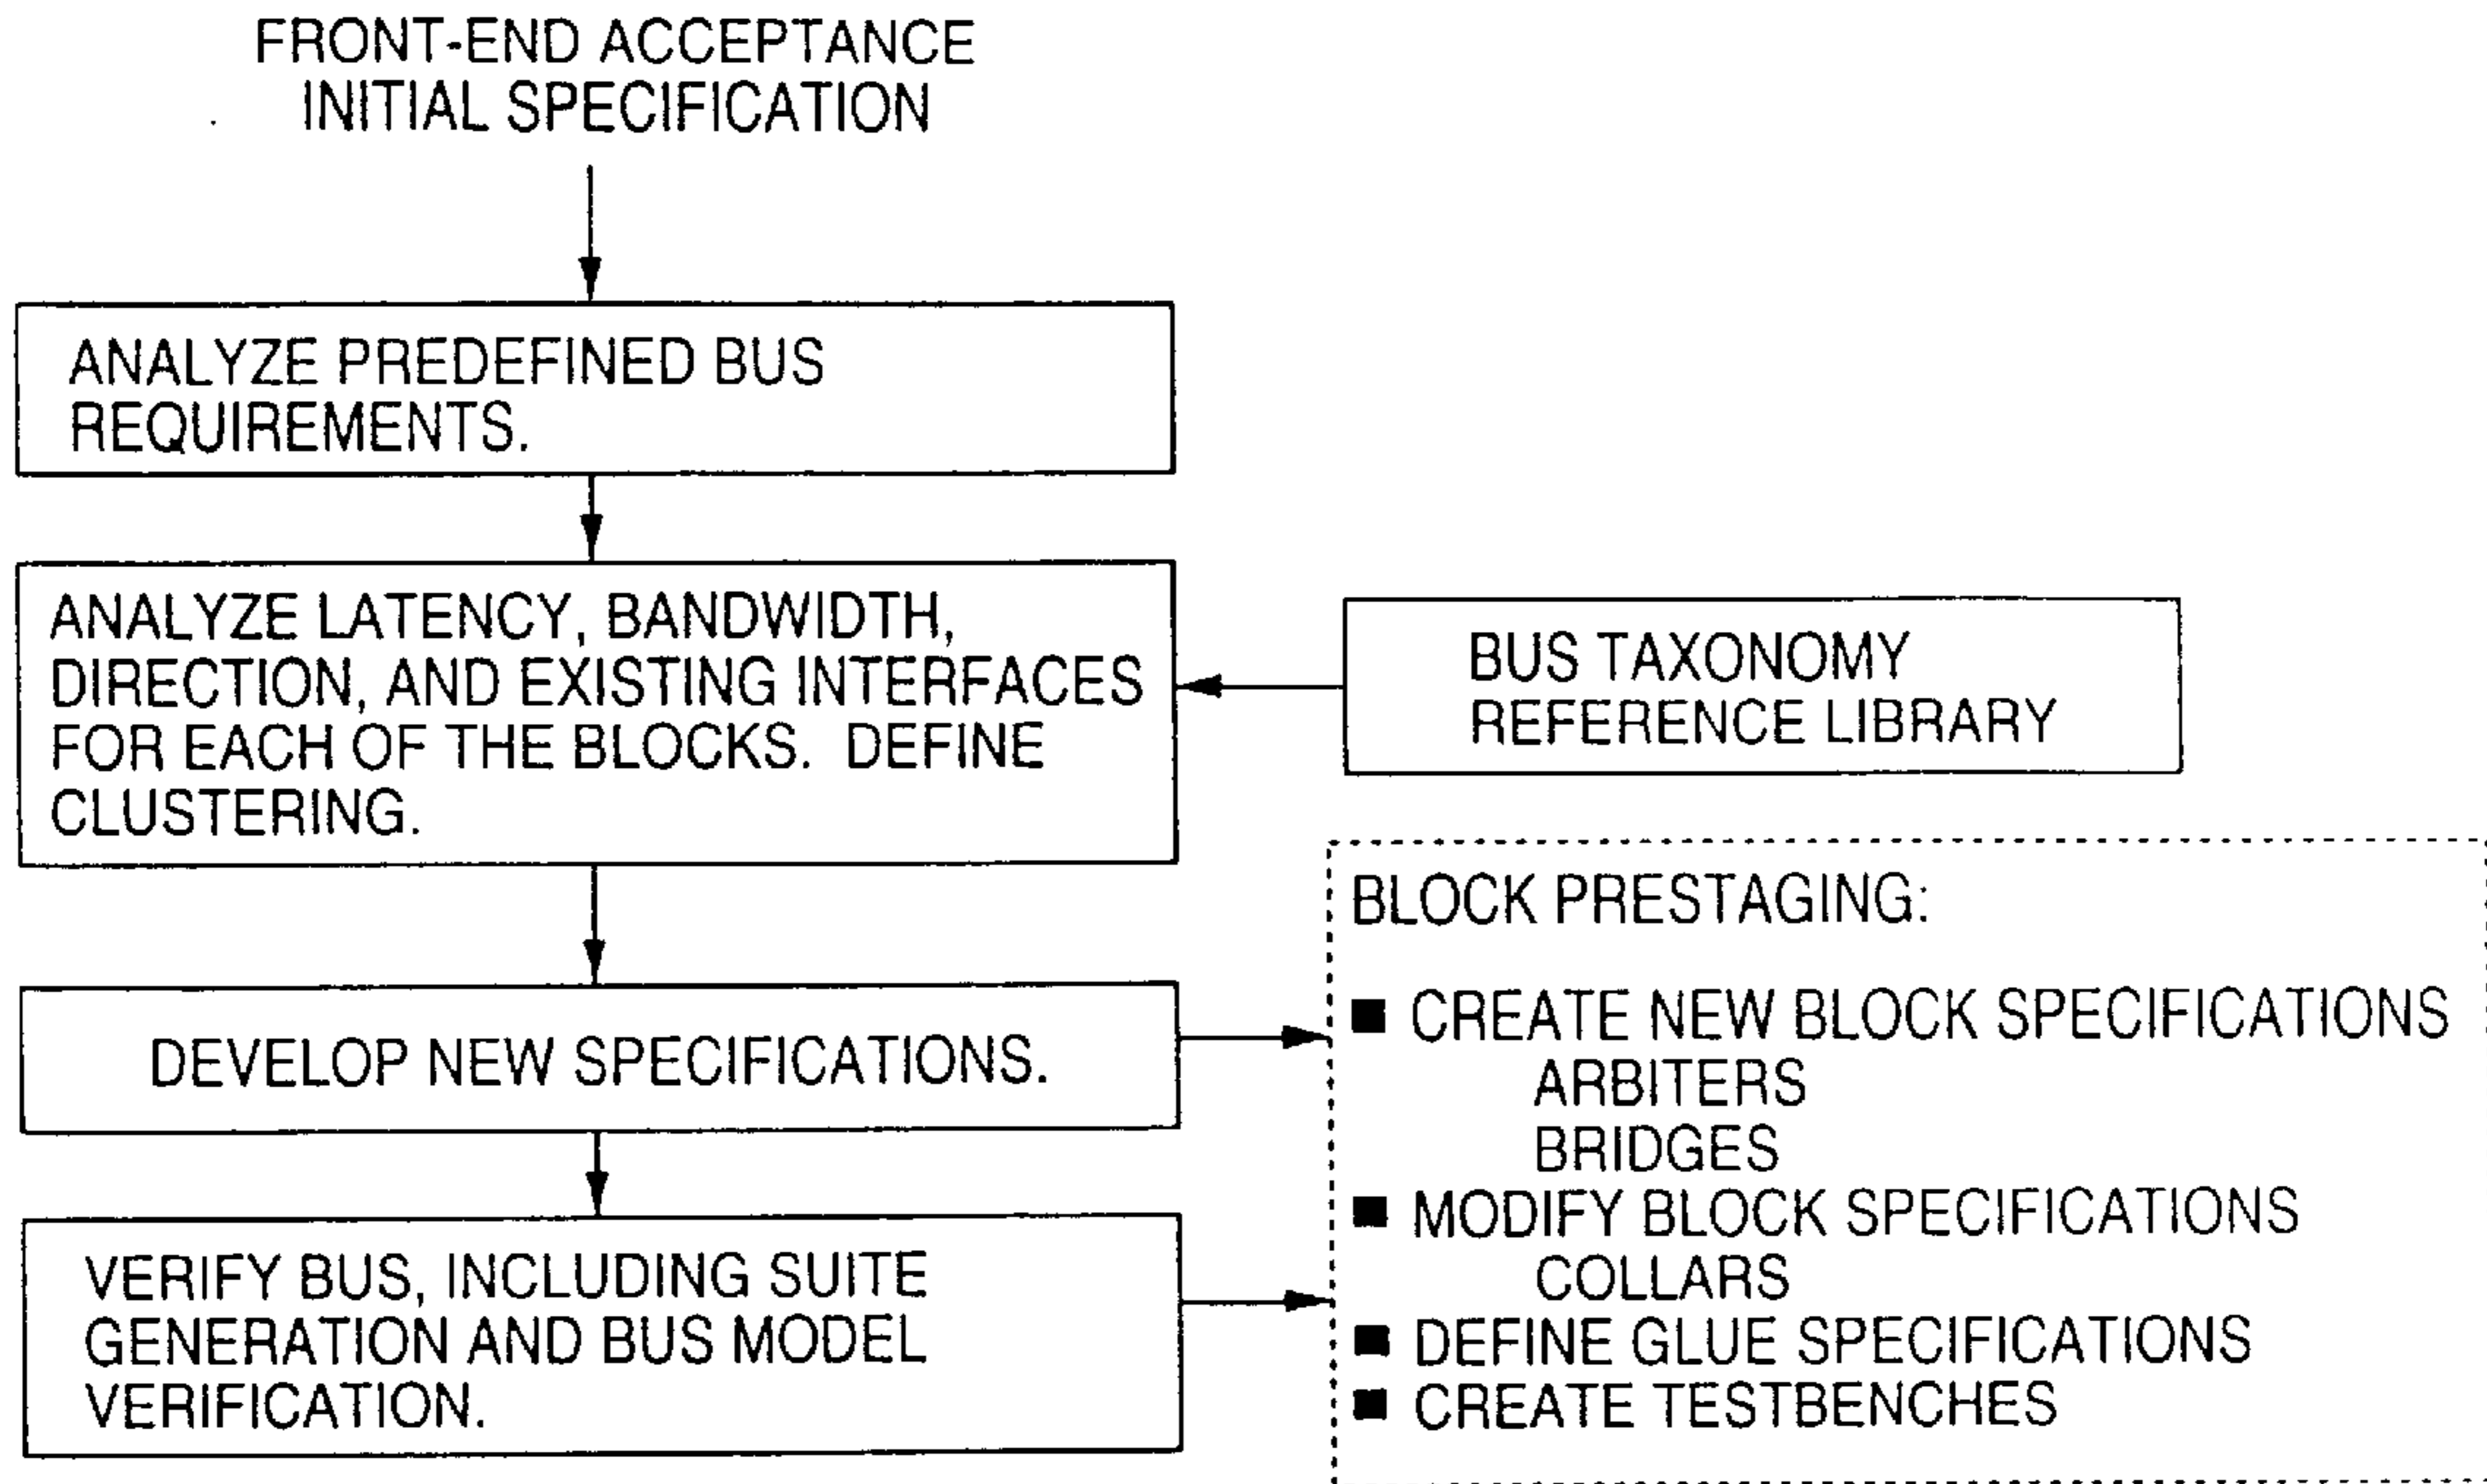 FRONT-END ACCEPTANCE
INITIAL SPECIFICATION
ANALYZE PREDEFINED BUS
REQUIREMENTS.
ANALYZE LATENCY, BANDWIDTH,
DIRECTION, AND EXISTING INTERFACES
FOR EACH OF THE BLOCKS. DEFINE
CLUSTERING.
BUS TAXONOMY
REFERENCE LIBRARY
DEVELOP NEW SPECIFICATIONS.
VERIFY BUS, INCLUDING SUITE
GENERATION AND BUS MODEL
VERIFICATION.
BLOCK PRESTAGING:
■ CREATE NEW BLOCK SPECIFICATIONS
ARBITERS
BRIDGES
■ MODIFY BLOCK SPECIFICATIONS
COLLARS
■ DEFINE GLUE SPECIFICATIONS
■ CREATE TESTBENCHES